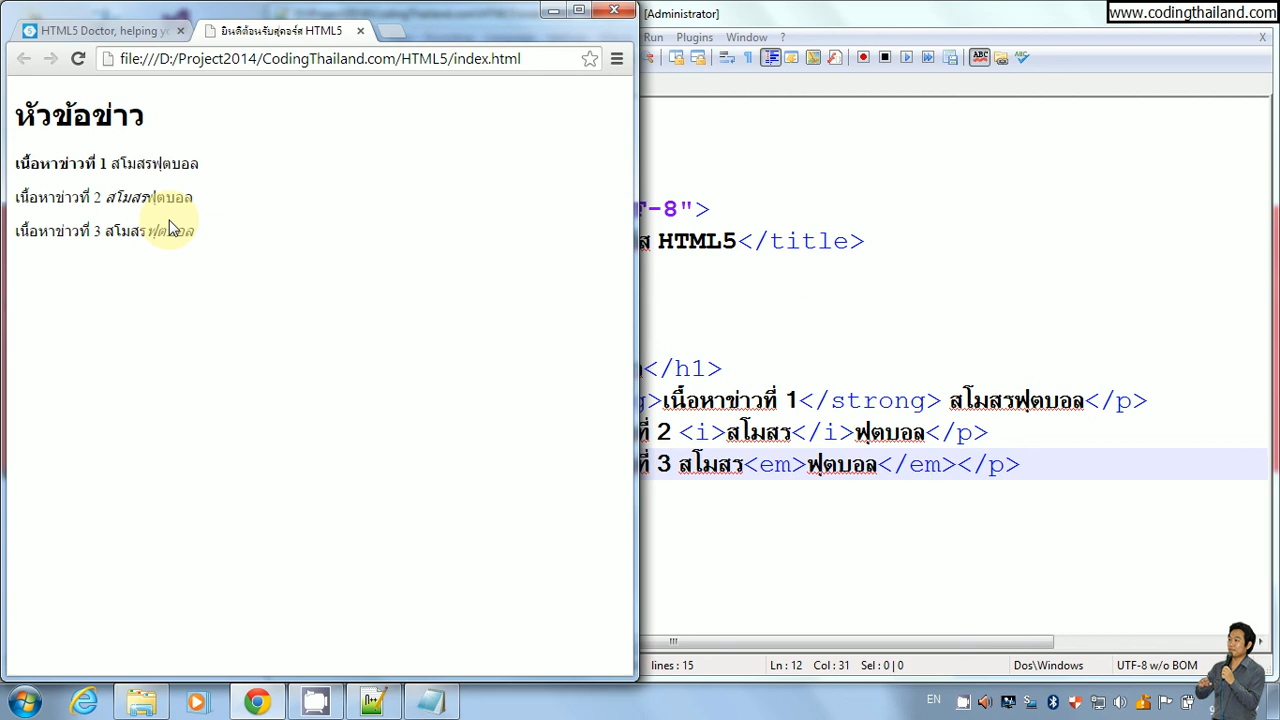 [Administrator]
www.codingthailand.com
HTML5 Doctor, helping y
ยินดีต้อนรับสู่คอร์ส HTML5
Run Plugins Window ? X
file:///D:/Project2014/CodingThailand.com/HTML5/index.html
หัวข้อข่าว
เนื้อหาข่าวที่ 1 สโมสรฟุตบอล
เนื้อหาข่าวที่ 2 สโมสรฟุตบอล
เนื้อหาข่าวที่ 3 สโมสรฟุตบอล
F-8">
ส HTML5</title>
</h1>
g>เนื้อหาข่าวที่ 1</strong> สโมสรฟุตบอล</p>
ที่ 2 <i>สโมสร</i>ฟุตบอล</p>
ที่ 3 สโมสร<em>ฟุตบอล</em></p>
lines : 15 Ln : 12 Col : 31 Sel : 0 | 0 Dos\Windows UTF-8 w/o BOM
EN